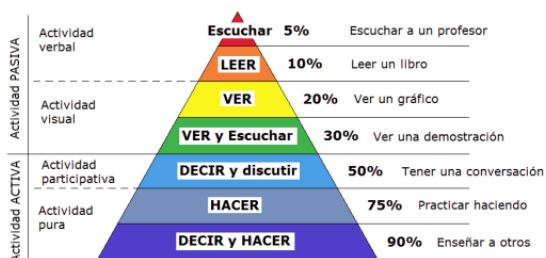 Actividad PASIVA
Actividad
verbal
Escuchar 5% Escuchar a un profesor
LEER 10% Leer un libro
Actividad
visual
VER 20% Ver un gráfico
VER y Escuchar 30% Ver una demostración
Actividad ACTIVA
Actividad
participativa
DECIR y discutir 50% Tener una conversación
Actividad
pura
HACER 75% Practicar haciendo
DECIR y HACER 90% Enseñar a otros